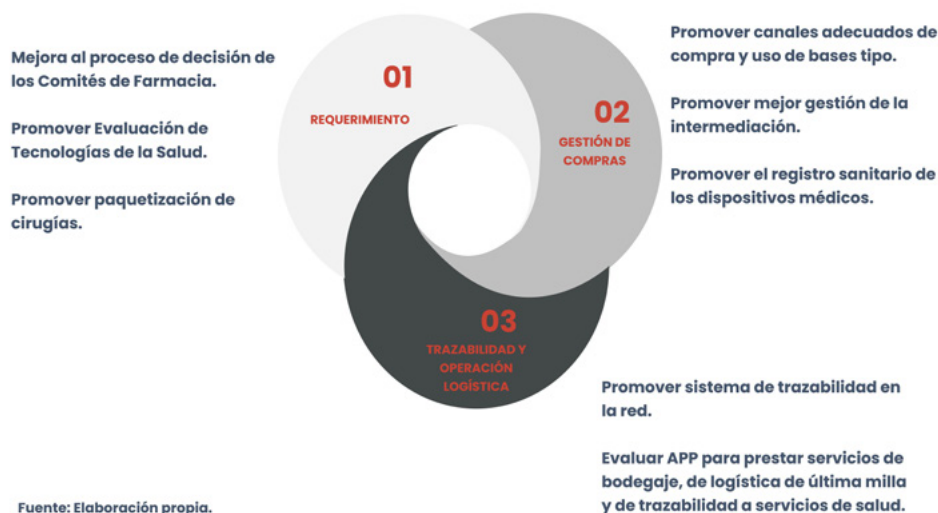 Mejora al proceso de decisión de
los Comités de Farmacia.
Promover Evaluación de
Tecnologías de la Salud.
Promover paquetización de
cirugías.
01
REQUERIMIENTO
02
GESTIÓN DE
COMPRAS
Promover canales adecuados de
compra y uso de bases tipo.
Promover mejor gestión de la
intermediación.
Promover el registro sanitario de
los dispositivos médicos.
03
TRAZABILIDAD Y
OPERACIÓN
LOGÍSTICA
Promover sistema de trazabilidad en
la red.
Evaluar APP para prestar servicios de
bodegaje, de logística de última milla
y de trazabilidad a servicios de salud.
Fuente: Elaboración propia.